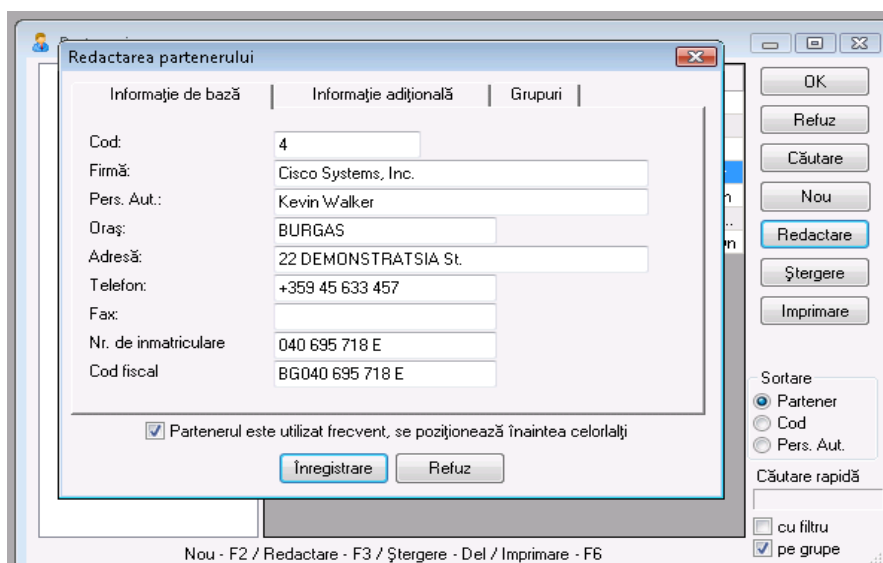 Redactarea partenerului
Informaţie de bază
Informaţie adiţională
Grupuri
Cod: 4
Firmă: Cisco Systems, Inc.
Pers. Aut.: Kevin Walker
Oraş: BURGAS
Adresă: 22 DEMONSTRATSIA St.
Telefon: +359 45 633 457
Fax:
Nr. de inmatriculare 040 695 718 E
Cod fiscal BG040 695 718 E
Partenerul este utilizat frecvent, se poziţionează înaintea celorlalţi
Înregistrare
Refuz
OK
Refuz
Căutare
Nou
Redactare
Ştergere
Imprimare
Sortare
Partener
Cod
Pers. Aut.
Căutare rapidă
cu filtru
pe grupe
Nou - F2 / Redactare - F3 / Ştergere - Del / Imprimare - F6